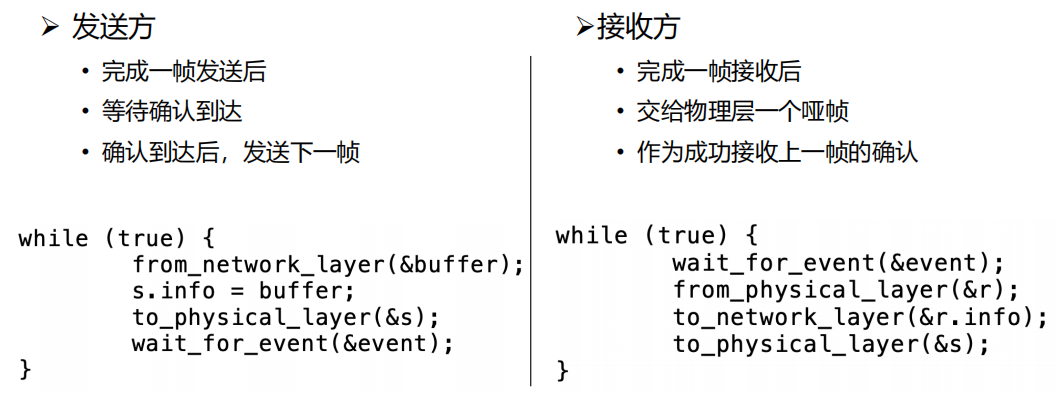 ➢ 发送方
• 完成一帧发送后
• 等待确认到达
• 确认到达后，发送下一帧
while (true) {
from_network_layer(&buffer);
s.info = buffer;
to_physical_layer(&s);
wait_for_event(&event);
}
➢接收方
• 完成一帧接收后
• 交给物理层一个哑帧
• 作为成功接收上一帧的确认
while (true) {
wait_for_event(&event);
from_physical_layer(&r);
to_network_layer(&r.info);
to_physical_layer(&s);
}